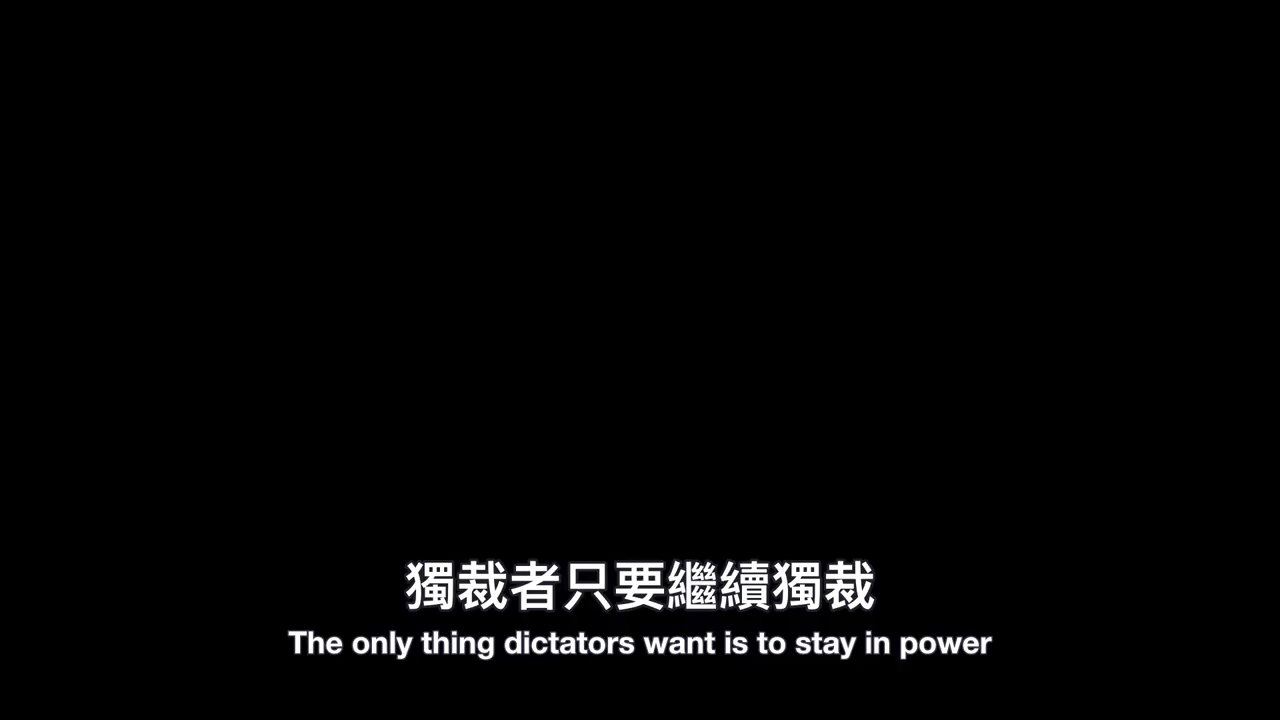 獨裁者只要繼續獨裁
The only thing dictators want is to stay in power